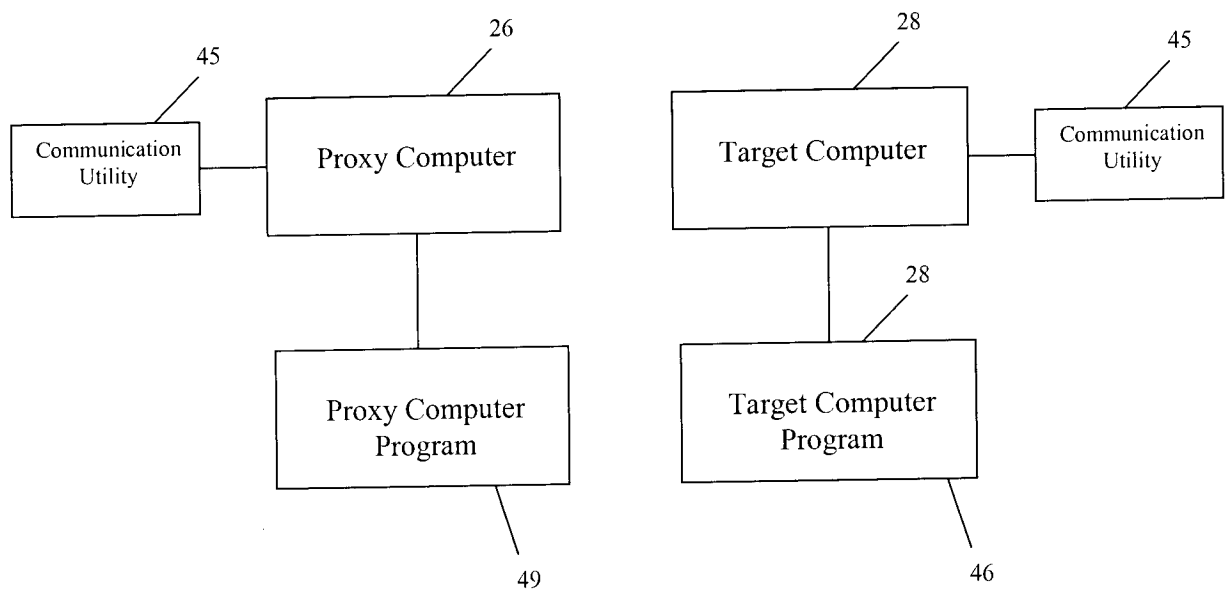 26
28
45
45
Communication
Utility
Proxy Computer
Target Computer
Communication
Utility
28
Proxy Computer
Program
Target Computer
Program
49
46